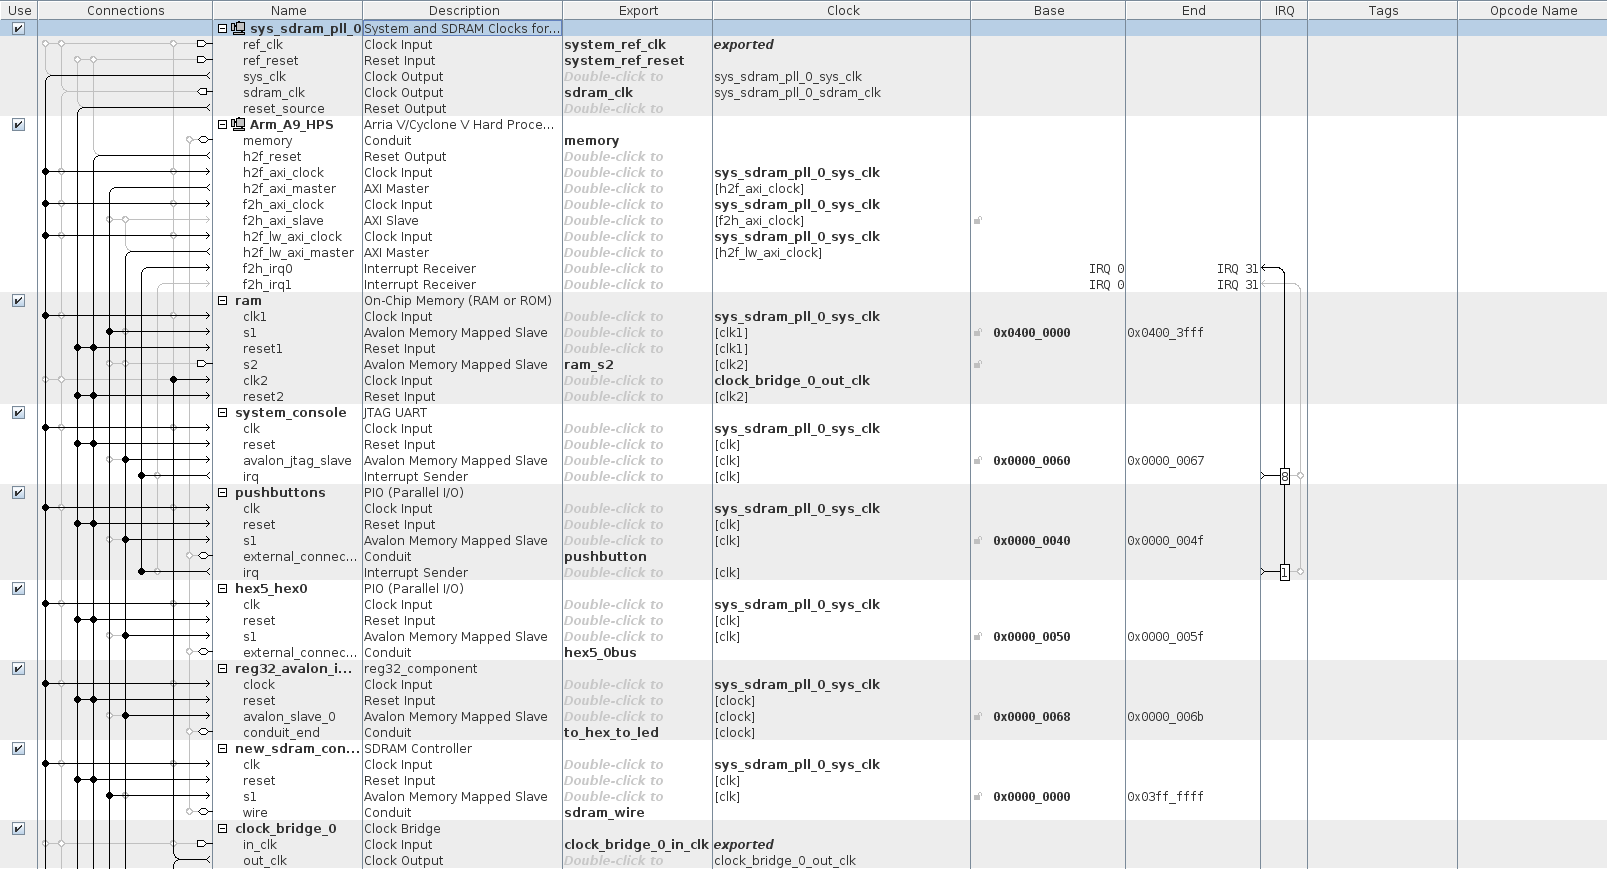 Use Connections Name Description Export Clock Base End IRQ Tags Opcode Name
sys_sdram_pll_0 System and SDRAM Clocks for...
ref_clk Clock Input system_ref_clk exported
ref_reset Reset Input system_ref_reset
sys_clk Clock Output Double-click to sys_sdram_pll_0_sys_clk
sdram_clk Clock Output sdram_clk sys_sdram_pll_0_sdram_clk
reset_source Reset Output Double-click to
Arm_A9_HPS Arria V/Cyclone V Hard Proce...
memory Conduit memory
h2f_reset Reset Output Double-click to
h2f_axi_clock Clock Input Double-click to sys_sdram_pll_0_sys_clk
h2f_axi_master AXI Master Double-click to [h2f_axi_clock]
f2h_axi_clock Clock Input Double-click to sys_sdram_pll_0_sys_clk
f2h_axi_slave AXI Slave Double-click to [f2h_axi_clock]
h2f_lw_axi_clock Clock Input Double-click to sys_sdram_pll_0_sys_clk
h2f_lw_axi_master AXI Master Double-click to [h2f_lw_axi_clock]
f2h_irq0 Interrupt Receiver Double-click to IRQ 0 IRQ 31
f2h_irq1 Interrupt Receiver Double-click to IRQ 0 IRQ 31
ram On-Chip Memory (RAM or ROM)
clk1 Clock Input Double-click to sys_sdram_pll_0_sys_clk
s1 Avalon Memory Mapped Slave Double-click to [clk1] 0x0400_0000 0x0400_3fff
reset1 Reset Input Double-click to [clk1]
s2 Avalon Memory Mapped Slave ram_s2 [clk2]
clk2 Clock Input Double-click to clock_bridge_0_out_clk
reset2 Reset Input Double-click to [clk2]
system_console JTAG UART
clk Clock Input Double-click to sys_sdram_pll_0_sys_clk
reset Reset Input Double-click to [clk]
avalon_jtag_slave Avalon Memory Mapped Slave Double-click to [clk] 0x0000_0060 0x0000_0067
irq Interrupt Sender Double-click to [clk] 8
pushbuttons PIO (Parallel I/O)
clk Clock Input Double-click to sys_sdram_pll_0_sys_clk
reset Reset Input Double-click to [clk]
s1 Avalon Memory Mapped Slave Double-click to [clk] 0x0000_0040 0x0000_004f
external_connec... Conduit pushbutton
irq Interrupt Sender Double-click to [clk] 1
hex5_hex0 PIO (Parallel I/O)
clk Clock Input Double-click to sys_sdram_pll_0_sys_clk
reset Reset Input Double-click to [clk]
s1 Avalon Memory Mapped Slave Double-click to [clk] 0x0000_0050 0x0000_005f
external_connec... Conduit hex5_0bus
reg32_avalon_i... reg32_component
clock Clock Input Double-click to sys_sdram_pll_0_sys_clk
reset Reset Input Double-click to [clock]
avalon_slave_0 Avalon Memory Mapped Slave Double-click to [clock] 0x0000_0068 0x0000_006b
conduit_end Conduit to_hex_to_led [clock]
new_sdram_con... SDRAM Controller
clk Clock Input Double-click to sys_sdram_pll_0_sys_clk
reset Reset Input Double-click to [clk]
s1 Avalon Memory Mapped Slave Double-click to [clk] 0x0000_0000 0x03ff_ffff
wire Conduit sdram_wire
clock_bridge_0 Clock Bridge
in_clk Clock Input clock_bridge_0_in_clk exported
out_clk Clock Output Double-click to clock_bridge_0_out_clk